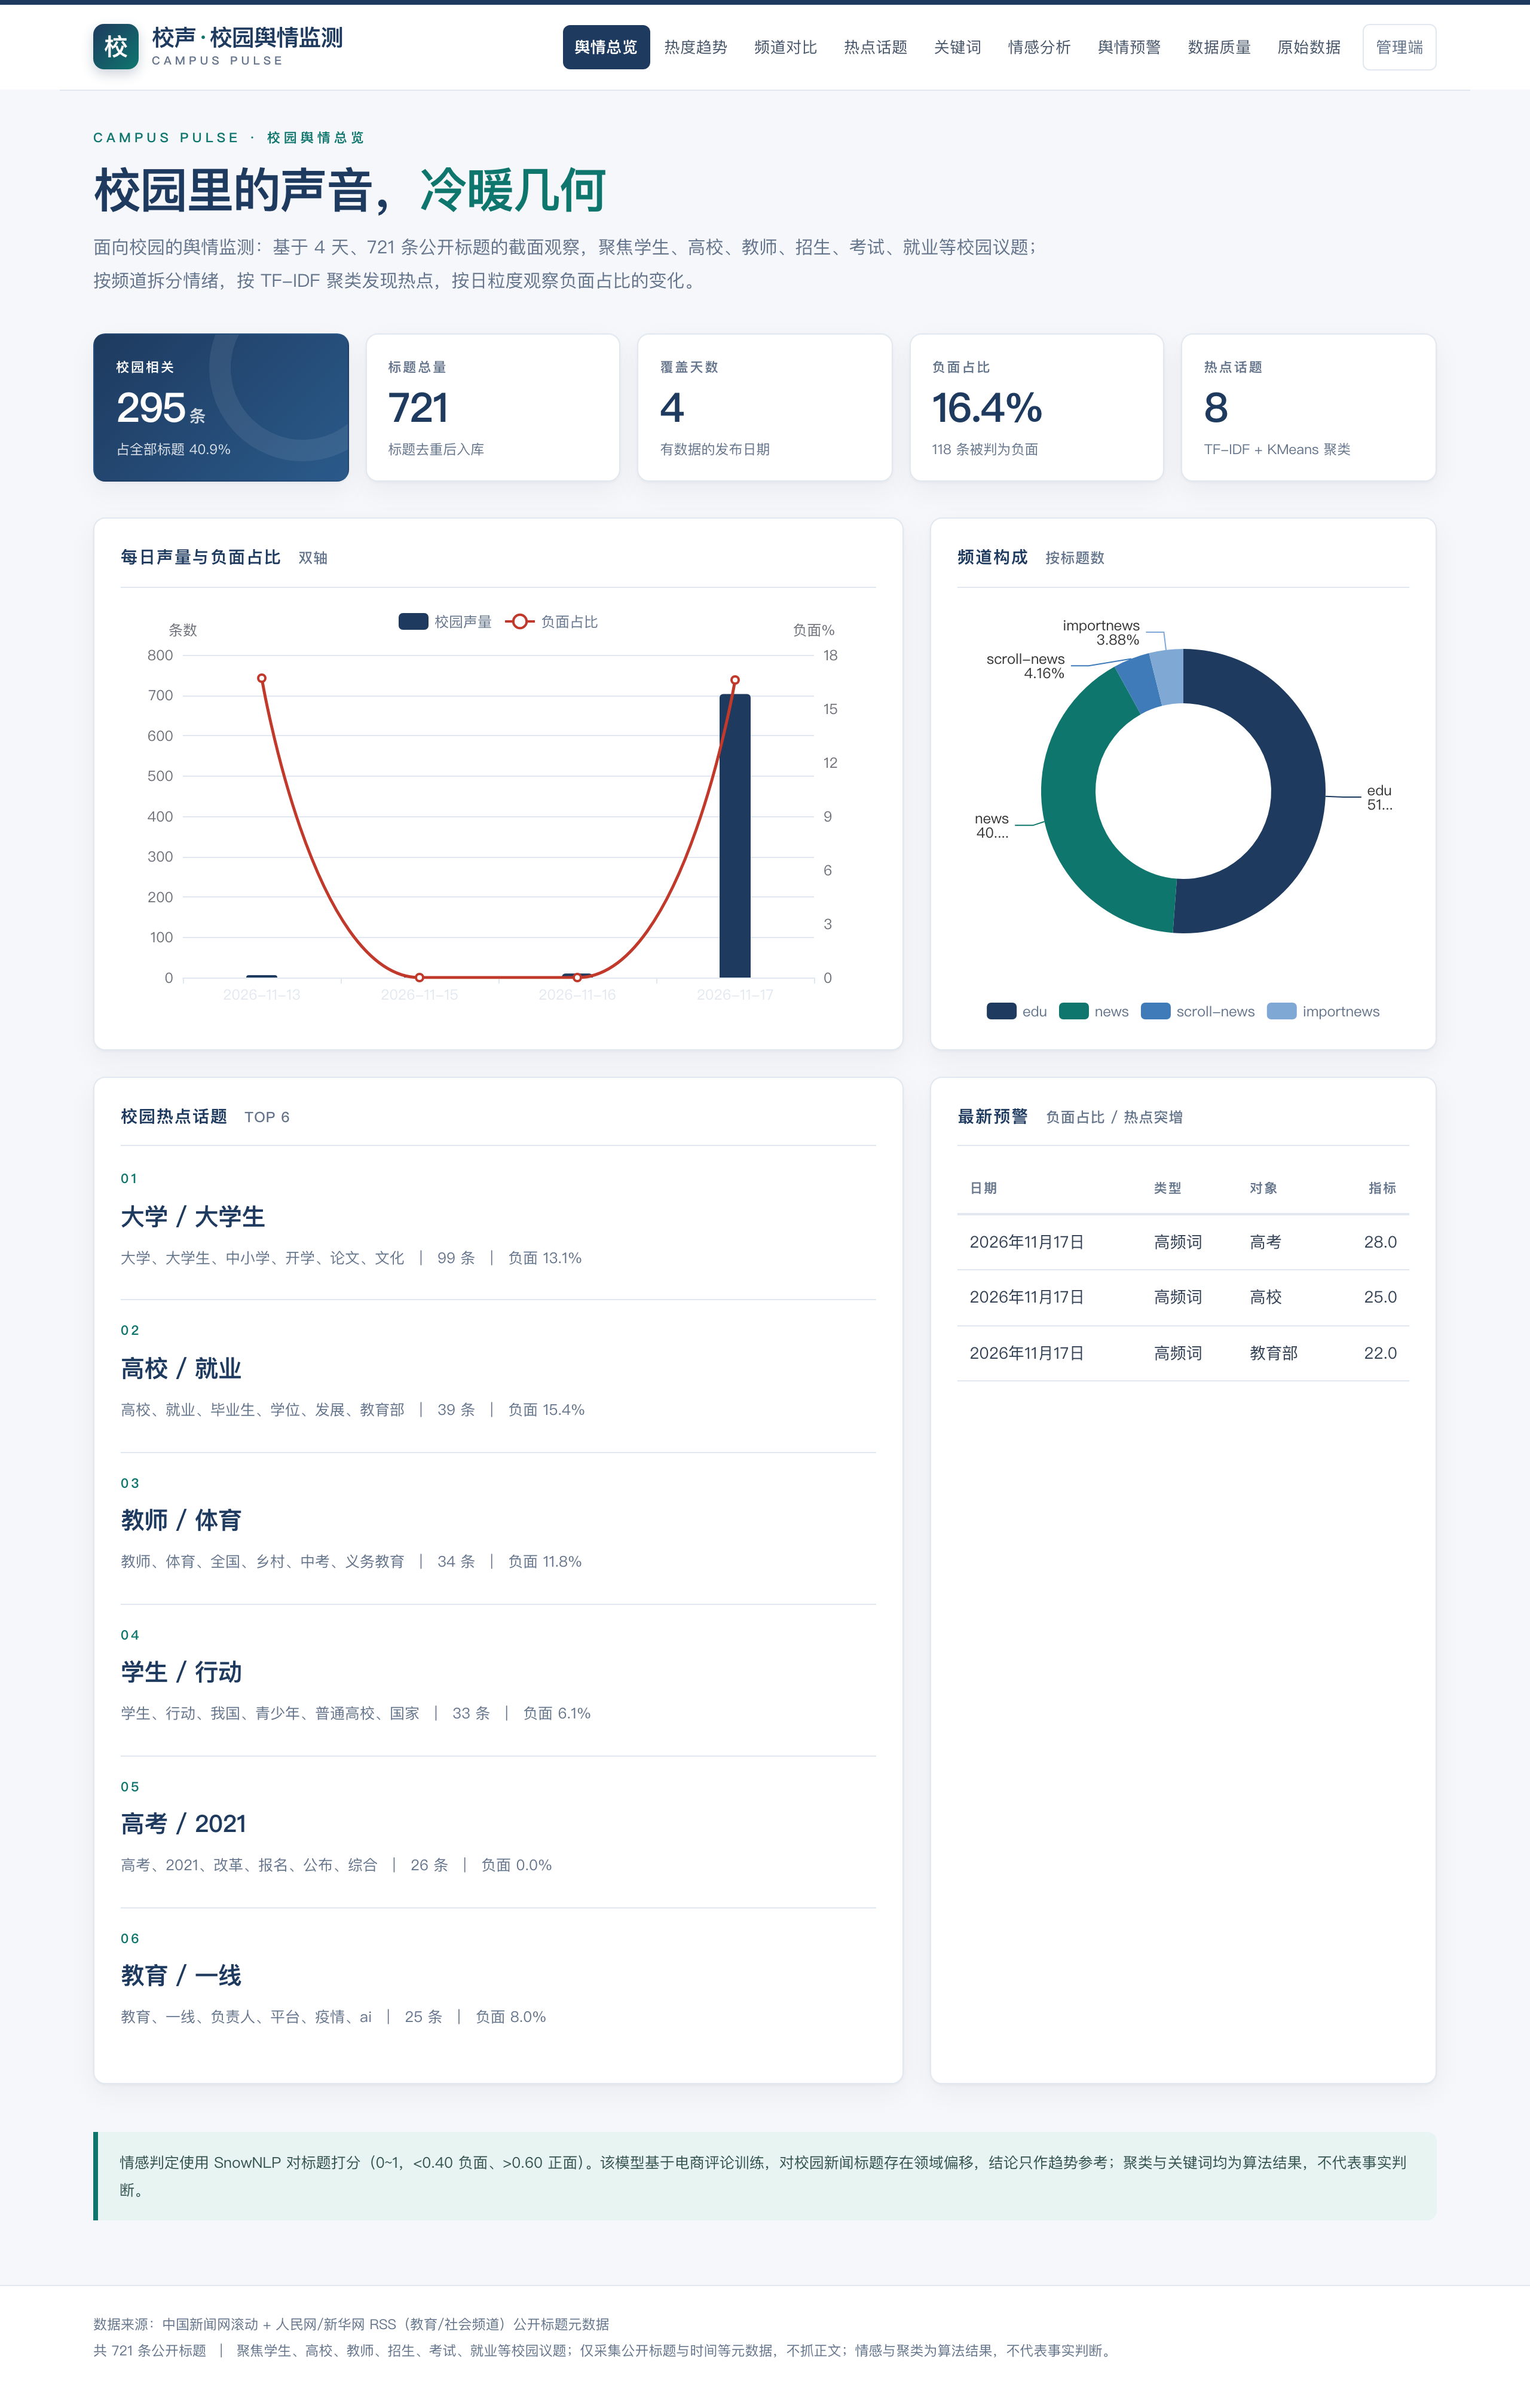 校
校声·校园舆情监测
CAMPUS PULSE
舆情总览 热度趋势 频道对比 热点话题 关键词 情感分析 舆情预警 数据质量 原始数据 管理端
CAMPUS PULSE · 校园舆情总览
校园里的声音，冷暖几何
面向校园的舆情监测：基于 4 天、721 条公开标题的截面观察，聚焦学生、高校、教师、招生、考试、就业等校园议题；
按频道拆分情绪，按 TF-IDF 聚类发现热点，按日粒度观察负面占比的变化。
校园相关
295 条
占全部标题 40.9%
标题总量
721
标题去重后入库
覆盖天数
4
有数据的发布日期
负面占比
16.4%
118 条被判为负面
热点话题
8
TF-IDF + KMeans 聚类
每日声量与负面占比 双轴
校园声量 负面占比
条数 负面%
800
700
600
500
400
300
200
100
0
18
15
12
9
6
3
0
2026-11-13 2026-11-15 2026-11-16 2026-11-17
频道构成 按标题数
importnews
3.88%
scroll-news
4.16%
edu
51...
news
40....
edu news scroll-news importnews
校园热点话题 TOP 6
01
大学 / 大学生
大学、大学生、中小学、开学、论文、文化 | 99 条 | 负面 13.1%
02
高校 / 就业
高校、就业、毕业生、学位、发展、教育部 | 39 条 | 负面 15.4%
03
教师 / 体育
教师、体育、全国、乡村、中考、义务教育 | 34 条 | 负面 11.8%
04
学生 / 行动
学生、行动、我国、青少年、普通高校、国家 | 33 条 | 负面 6.1%
05
高考 / 2021
高考、2021、改革、报名、公布、综合 | 26 条 | 负面 0.0%
06
教育 / 一线
教育、一线、负责人、平台、疫情、ai | 25 条 | 负面 8.0%
最新预警 负面占比 / 热点突增
日期 类型 对象 指标
2026年11月17日 高频词 高考 28.0
2026年11月17日 高频词 高校 25.0
2026年11月17日 高频词 教育部 22.0
情感判定使用 SnowNLP 对标题打分（0~1，<0.40 负面、>0.60 正面）。该模型基于电商评论训练，对校园新闻标题存在领域偏移，结论只作趋势参考；聚类与关键词均为算法结果，不代表事实判
断。
数据来源：中国新闻网滚动 + 人民网/新华网 RSS（教育/社会频道）公开标题元数据
共 721 条公开标题 | 聚焦学生、高校、教师、招生、考试、就业等校园议题；仅采集公开标题与时间等元数据，不抓正文；情感与聚类为算法结果，不代表事实判断。